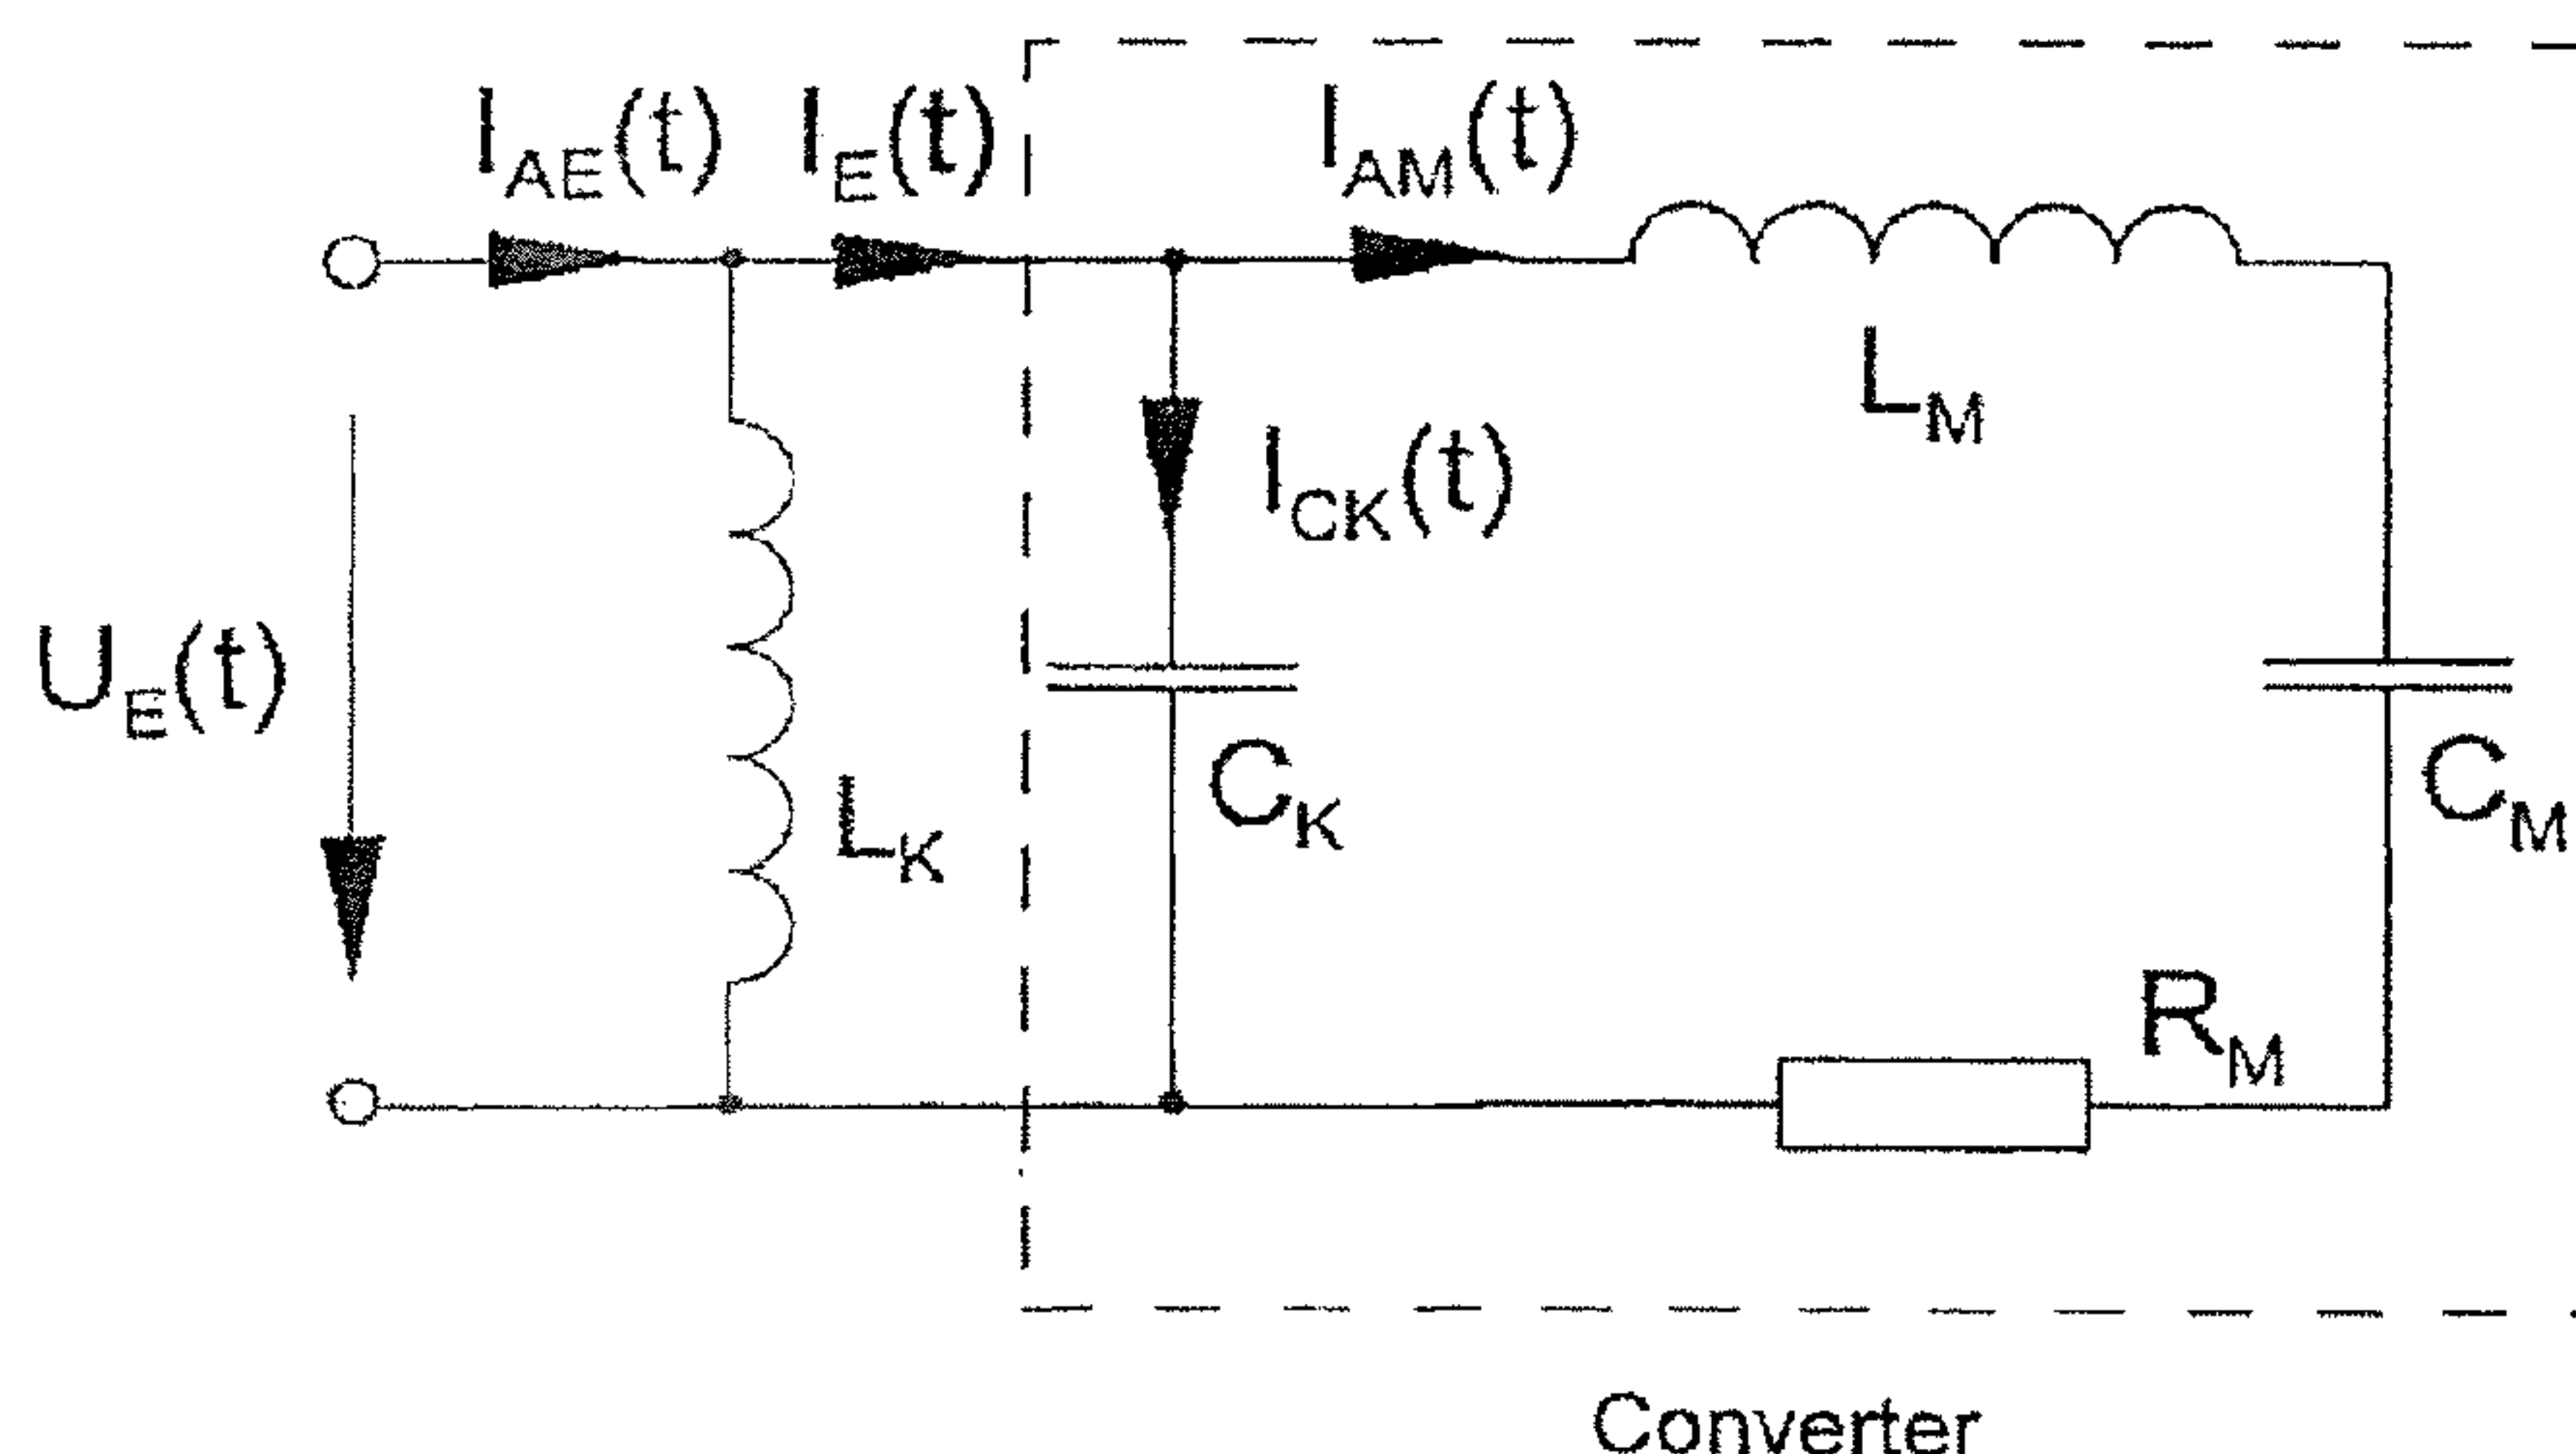 I_AE(t) I_E(t) I_AM(t)
L_M
I_CK(t)
U_E(t)
L_K
C_K
C_M
R_M
Converter